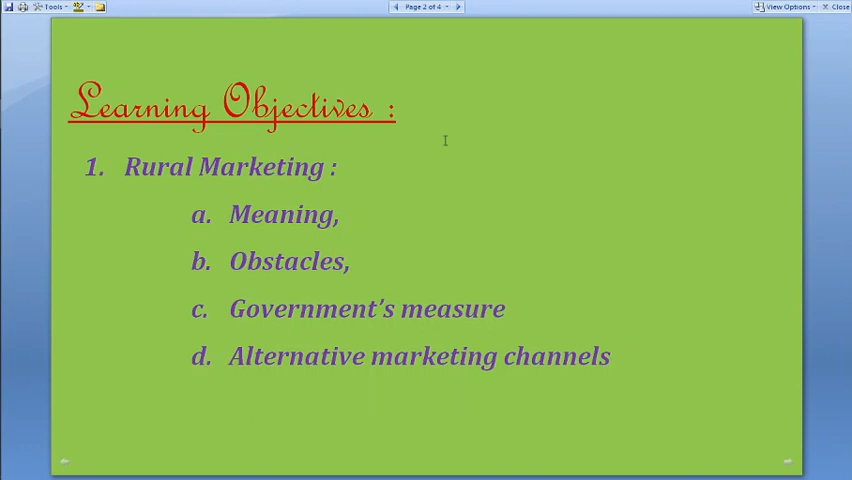 Tools Page 2 of 4 View Options Close
Learning Objectives :
1. Rural Marketing :
a. Meaning,
b. Obstacles,
c. Government's measure
d. Alternative marketing channels